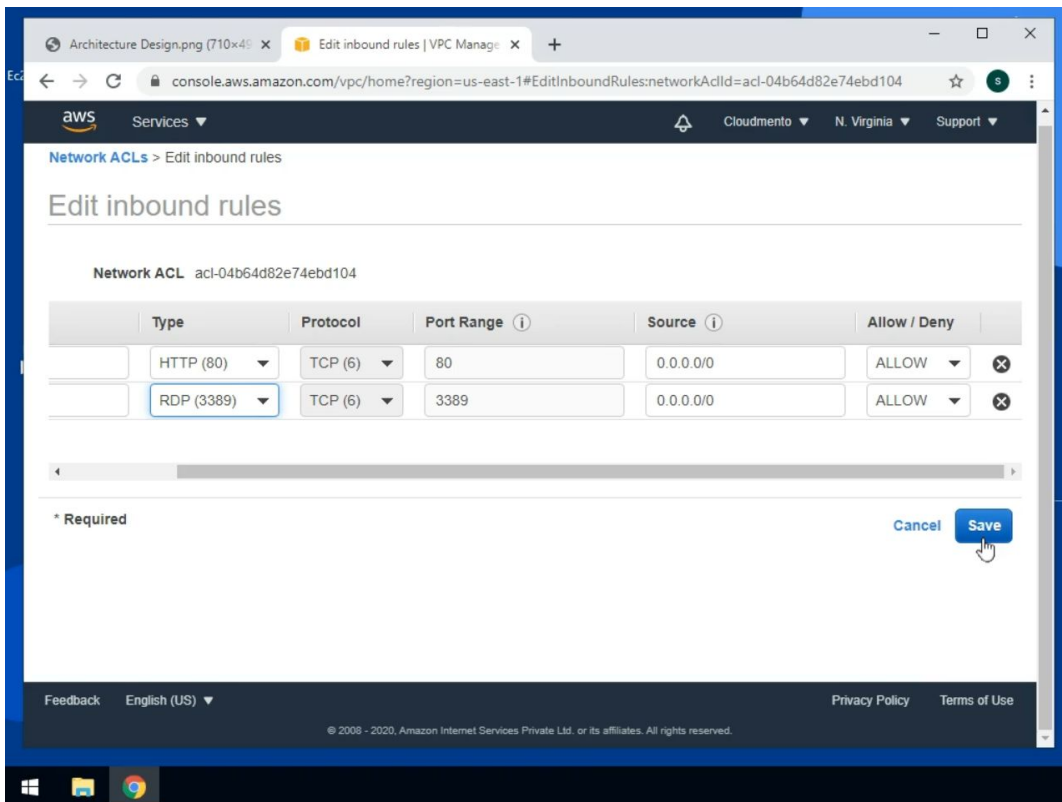 Architecture Design.png (710×49
Edit inbound rules | VPC Manage
Ec2
console.aws.amazon.com/vpc/home?region=us-east-1#EditInboundRules:networkAclId=acl-04b64d82e74ebd104
S
aws Services Cloudmento N. Virginia Support
Network ACLs > Edit inbound rules
Edit inbound rules
Network ACL acl-04b64d82e74ebd104
Type Protocol Port Range i Source i Allow / Deny
HTTP (80) TCP (6) 80 0.0.0.0/0 ALLOW
RDP (3389) TCP (6) 3389 0.0.0.0/0 ALLOW
* Required
Cancel Save
Feedback English (US) Privacy Policy Terms of Use
© 2008 - 2020, Amazon Internet Services Private Ltd. or its affiliates. All rights reserved.